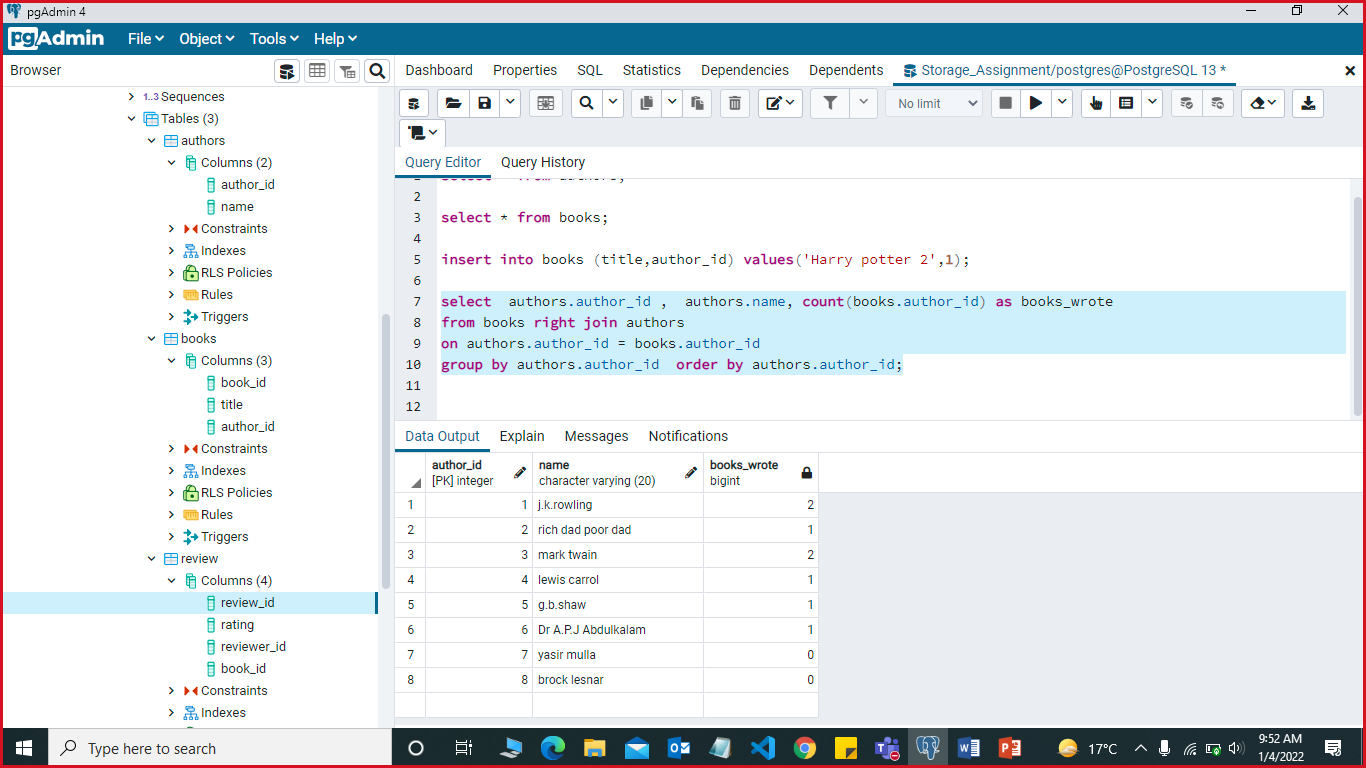 pgAdmin 4
pgAdmin File Object Tools Help
Browser
Dashboard Properties SQL Statistics Dependencies Dependents Storage_Assignment/postgres@PostgreSQL 13 *
1..3 Sequences
Tables (3)
authors
Columns (2)
author_id
name
Constraints
Indexes
RLS Policies
Rules
Triggers
books
Columns (3)
book_id
title
author_id
Constraints
Indexes
RLS Policies
Rules
Triggers
review
Columns (4)
review_id
rating
reviewer_id
book_id
Constraints
Indexes
No limit
Query Editor Query History
2
3 select * from books;
4
5 insert into books (title,author_id) values('Harry potter 2',1);
6
7 select  authors.author_id ,  authors.name, count(books.author_id) as books_wrote
8 from books right join authors
9 on authors.author_id = books.author_id
10 group by authors.author_id  order by authors.author_id;
11
12
Data Output Explain Messages Notifications
author_id name books_wrote
[PK] integer character varying (20) bigint
1 1 j.k.rowling 2
2 2 rich dad poor dad 1
3 3 mark twain 2
4 4 lewis carrol 1
5 5 g.b.shaw 1
6 6 Dr A.P.J Abdulkalam 1
7 7 yasir mulla 0
8 8 brock lesnar 0
Type here to search
17°C
9:52 AM
1/4/2022